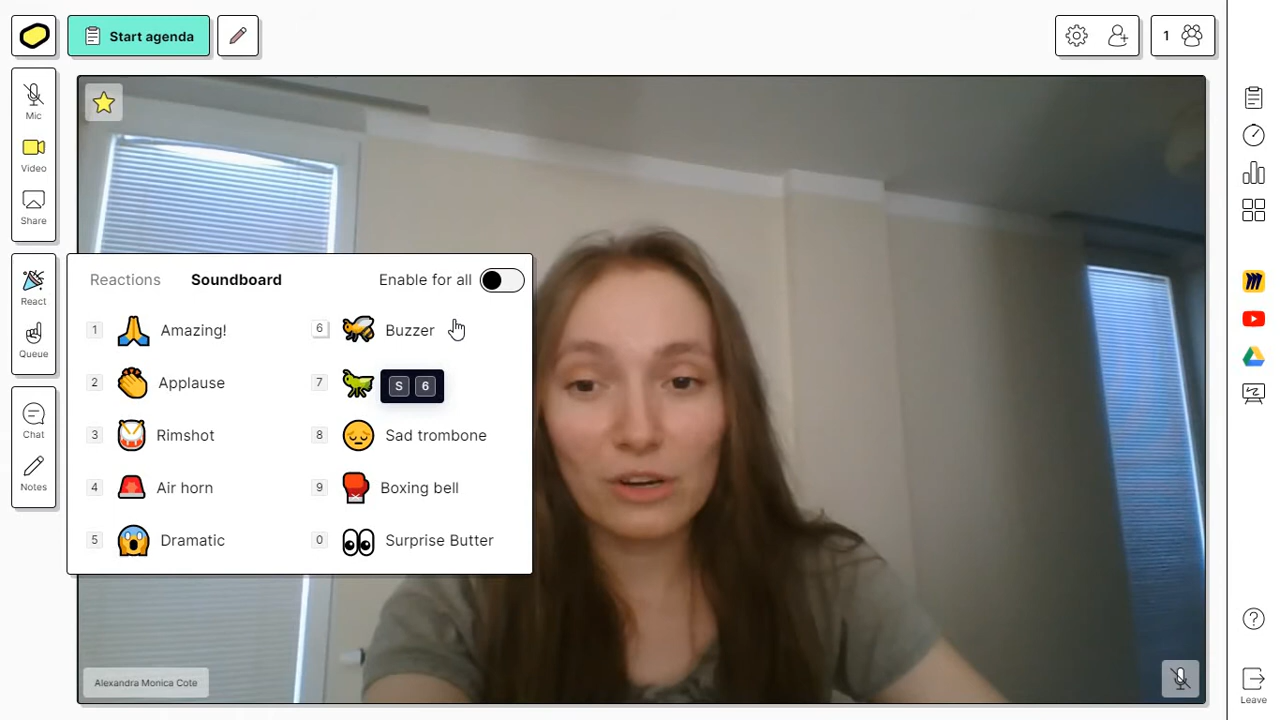 Start agenda
1
Mic
Video
Share
React
Queue
Chat
Notes
Reactions Soundboard Enable for all
1 Amazing! 6 Buzzer
2 Applause 7 S 6
3 Rimshot 8 Sad trombone
4 Air horn 9 Boxing bell
5 Dramatic 0 Surprise Butter
Alexandra Monica Cote
Leave